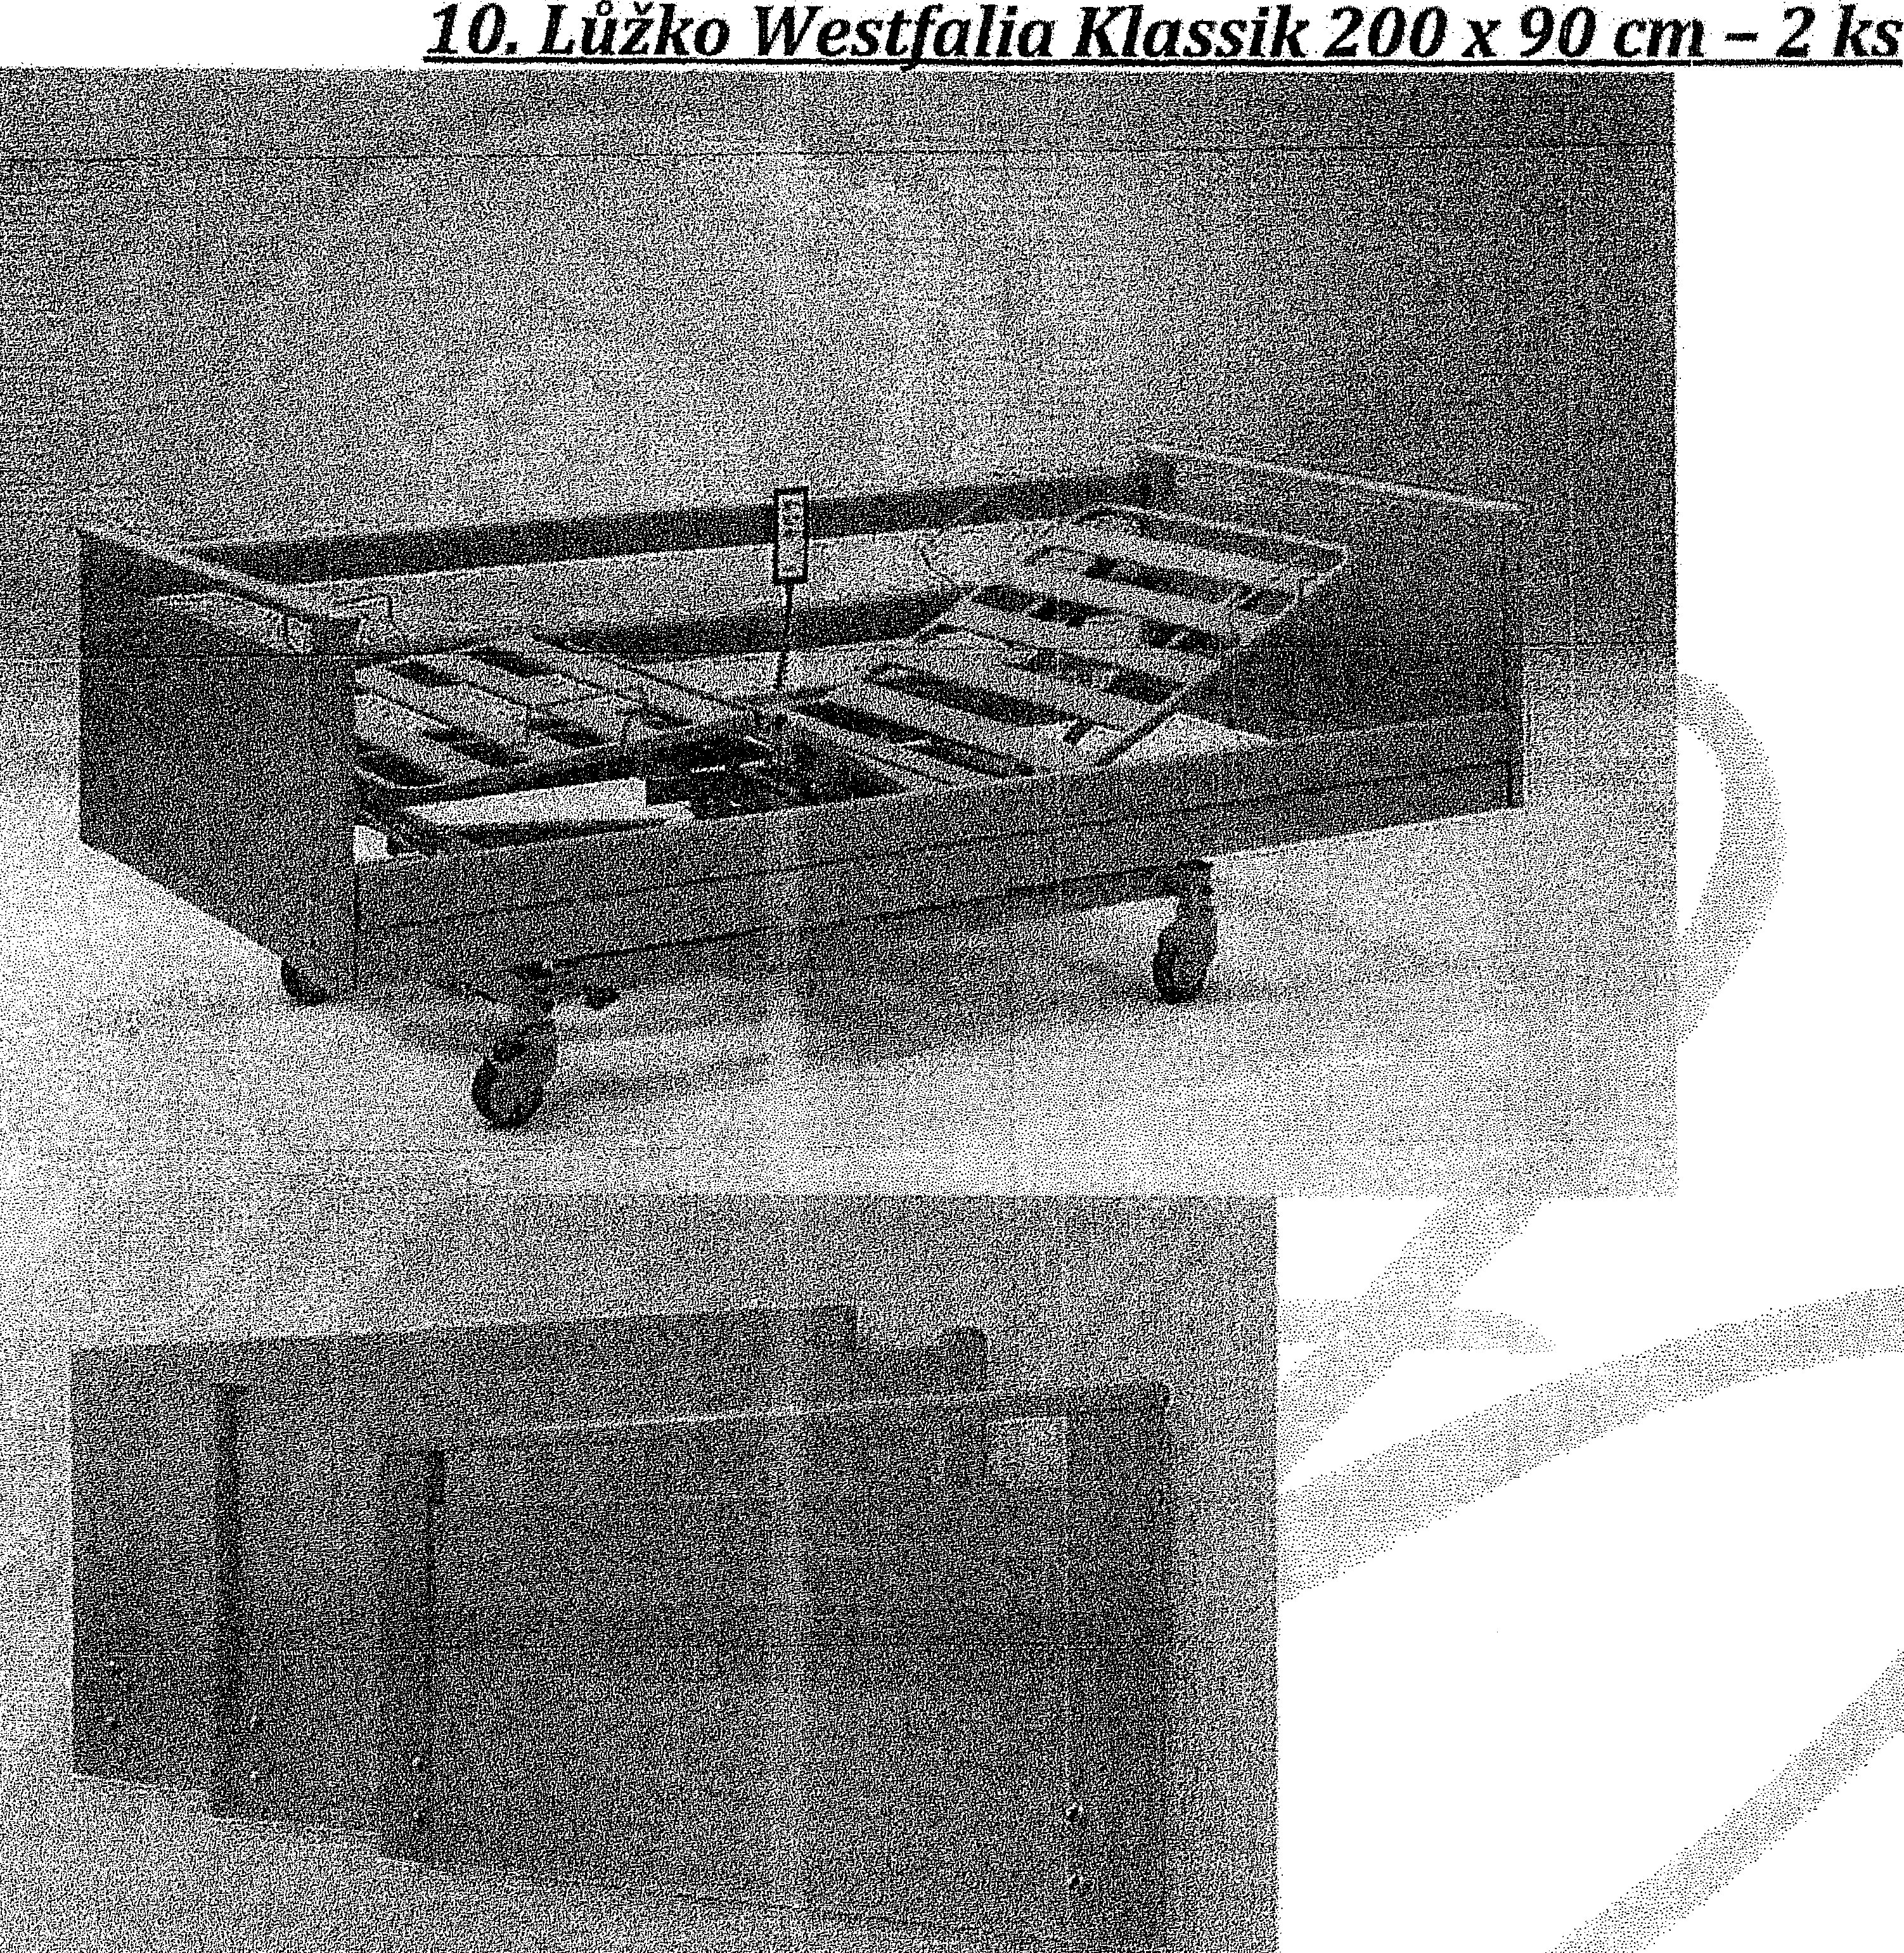 10. Lůžko Westfalia Klassik 200 x 90 cm – 2 ks